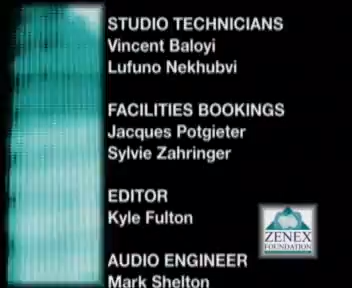 STUDIO TECHNICIANS
Vincent Baloyi
Lufuno Nekhubvi
FACILITIES BOOKINGS
Jacques Potgieter
Sylvie Zahringer
EDITOR
Kyle Fulton
ZENEX
FOUNDATION
AUDIO ENGINEER
Mark Shelton